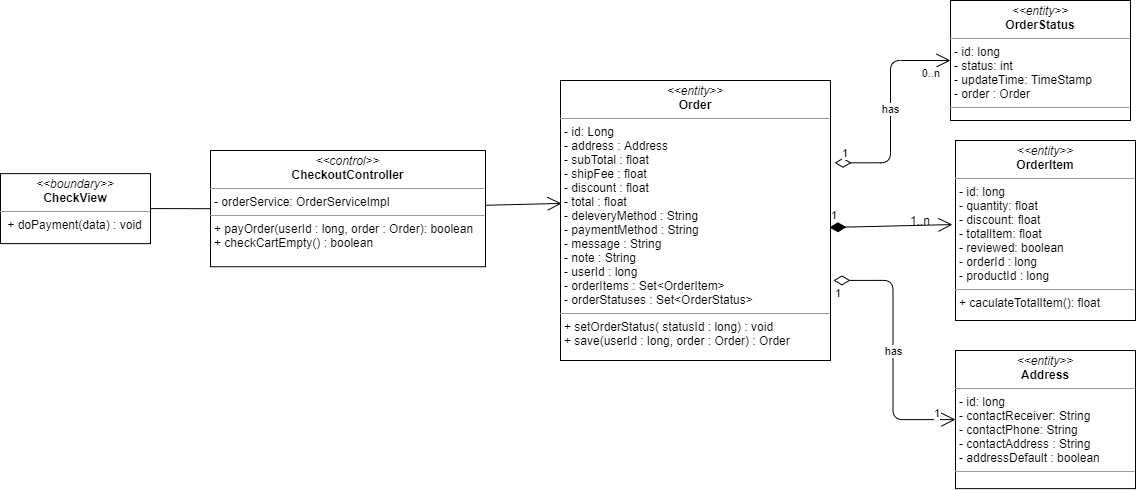 <<boundary>>
CheckView
+ doPayment(data) : void
<<control>>
CheckoutController
- orderService: OrderServiceImpl
+ payOrder(userId : long, order : Order): boolean
+ checkCartEmpty() : boolean
<<entity>>
Order
- id: Long
- address : Address
- subTotal : float
- shipFee : float
- discount : float
- total : float
- deleveryMethod : String
- paymentMethod : String
- message : String
- note : String
- userId : long
- orderItems : Set<OrderItem>
- orderStatuses : Set<OrderStatus>
+ setOrderStatus( statusId : long) : void
+ save(userId : long, order : Order) : Order
1
has
0..n
<<entity>>
OrderStatus
- id: long
- status: int
- updateTime: TimeStamp
- order : Order
1
1..n
<<entity>>
OrderItem
- id: long
- quantity: float
- discount: float
- totalItem: float
- reviewed: boolean
- orderId : long
- productId : long
+ caculateTotalItem(): float
1
has
1
<<entity>>
Address
- id: long
- contactReceiver: String
- contactPhone: String
- contactAddress : String
- addressDefault : boolean